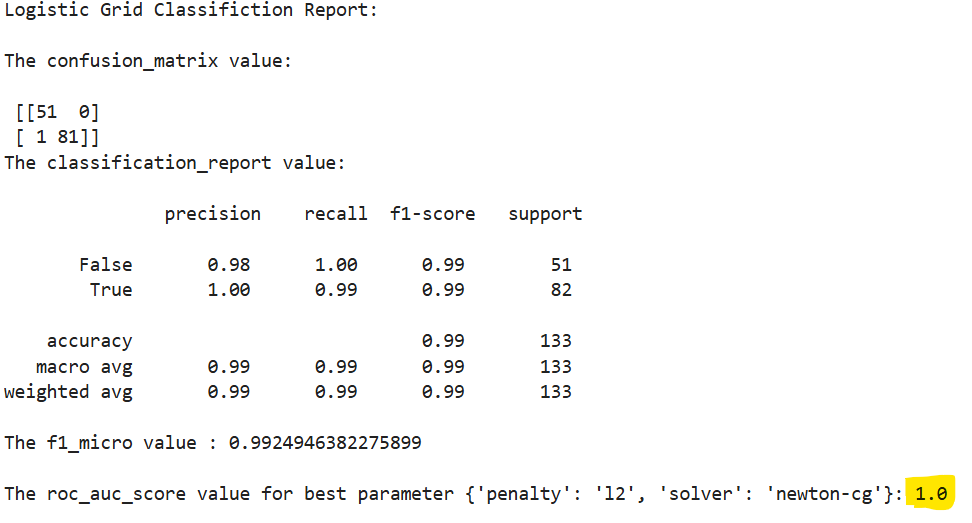 Logistic Grid Classifiction Report:
The confusion_matrix value:
[[51  0]
[ 1 81]]
The classification_report value:
precision recall f1-score support
False 0.98 1.00 0.99 51
True 1.00 0.99 0.99 82
accuracy 0.99 133
macro avg 0.99 0.99 0.99 133
weighted avg 0.99 0.99 0.99 133
The f1_micro value : 0.9924946382275899
The roc_auc_score value for best parameter {'penalty': 'l2', 'solver': 'newton-cg'}: 1.0